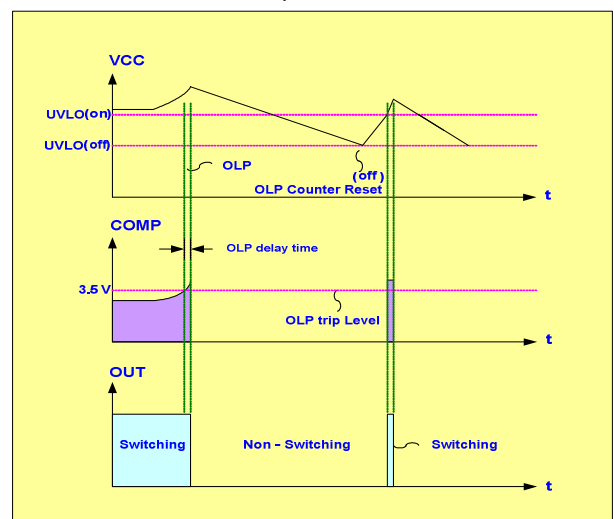 VCC
UVLO(on)
UVLO(off)
OLP
(off)
OLP Counter Reset
t
COMP
OLP delay time
3.5 V
OLP trip Level
t
OUT
Switching
Non - Switching
Switching
t